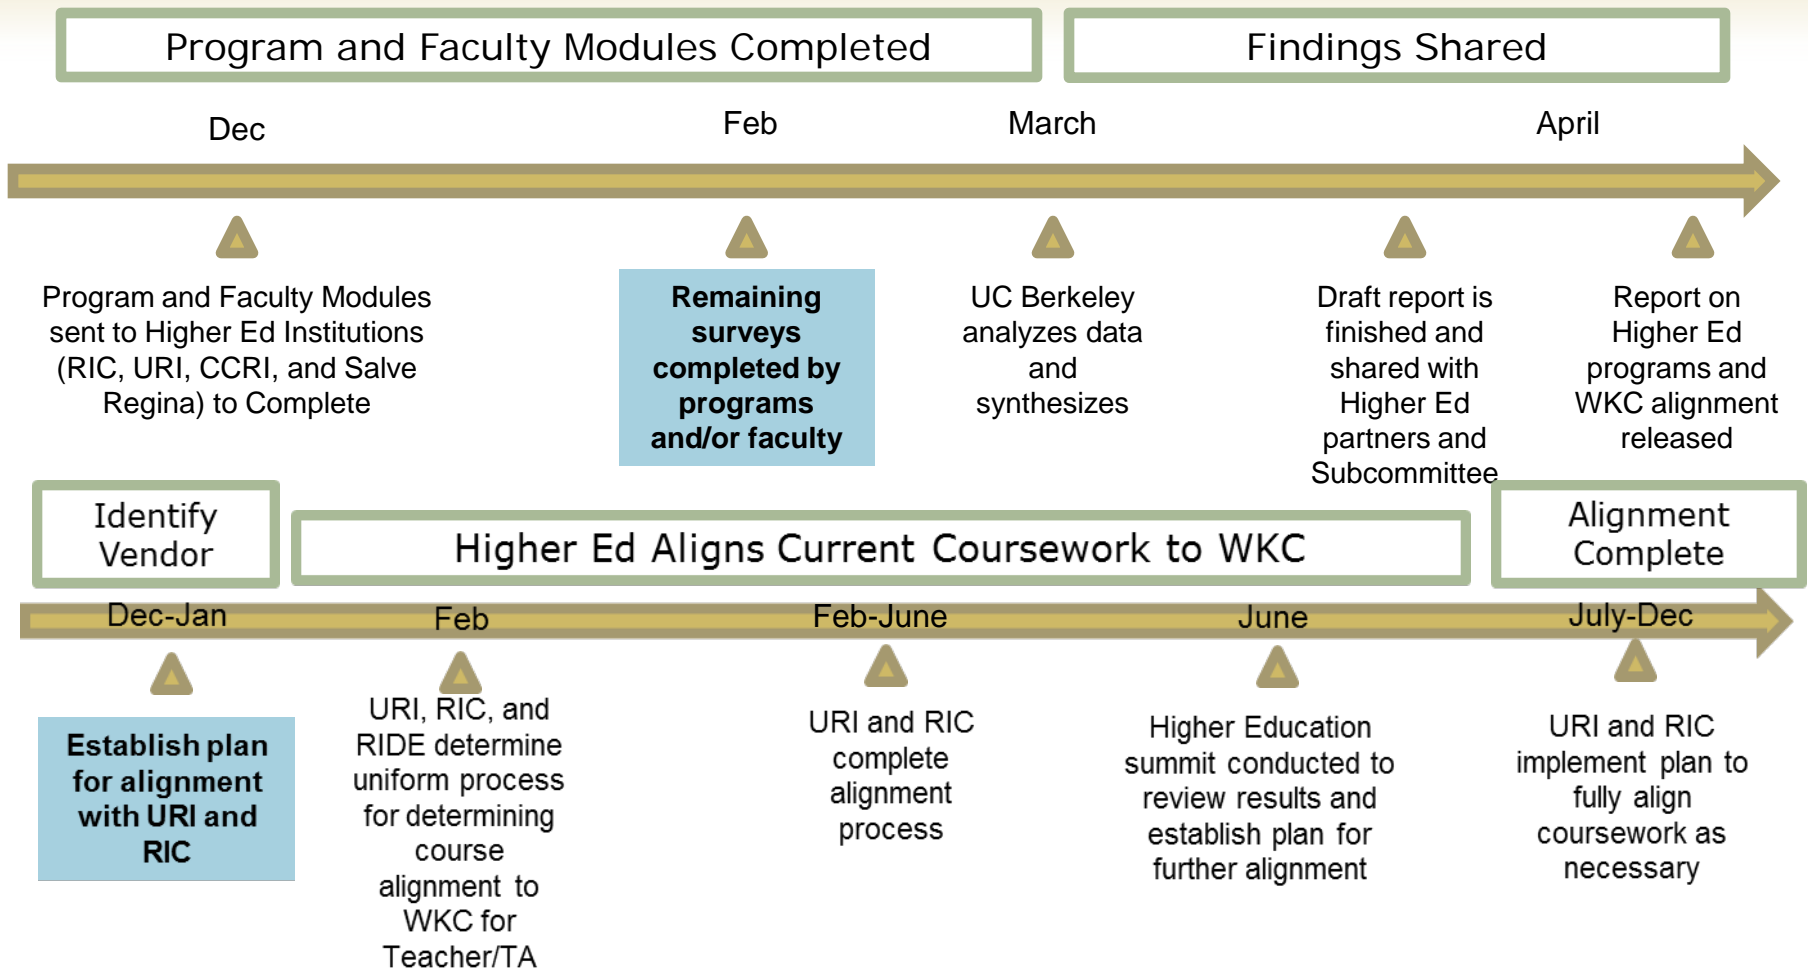 Program and Faculty Modules Completed
Findings Shared
Dec
Feb
March
April
Program and Faculty Modules
sent to Higher Ed Institutions
(RIC, URI, CCRI, and Salve
Regina) to Complete
Remaining
surveys
completed by
programs
and/or faculty
UC Berkeley
analyzes data
and
synthesizes
Draft report is
finished and
shared with
Higher Ed
partners and
Subcommittee
Report on
Higher Ed
programs and
WKC alignment
released
Identify
Vendor
Higher Ed Aligns Current Coursework to WKC
Alignment
Complete
Dec-Jan
Feb
Feb-June
June
July-Dec
Establish plan
for alignment
with URI and
RIC
URI, RIC, and
RIDE determine
uniform process
for determining
course
alignment to
WKC for
Teacher/TA
URI and RIC
complete
alignment
process
Higher Education
summit conducted to
review results and
establish plan for
further alignment
URI and RIC
implement plan to
fully align
coursework as
necessary